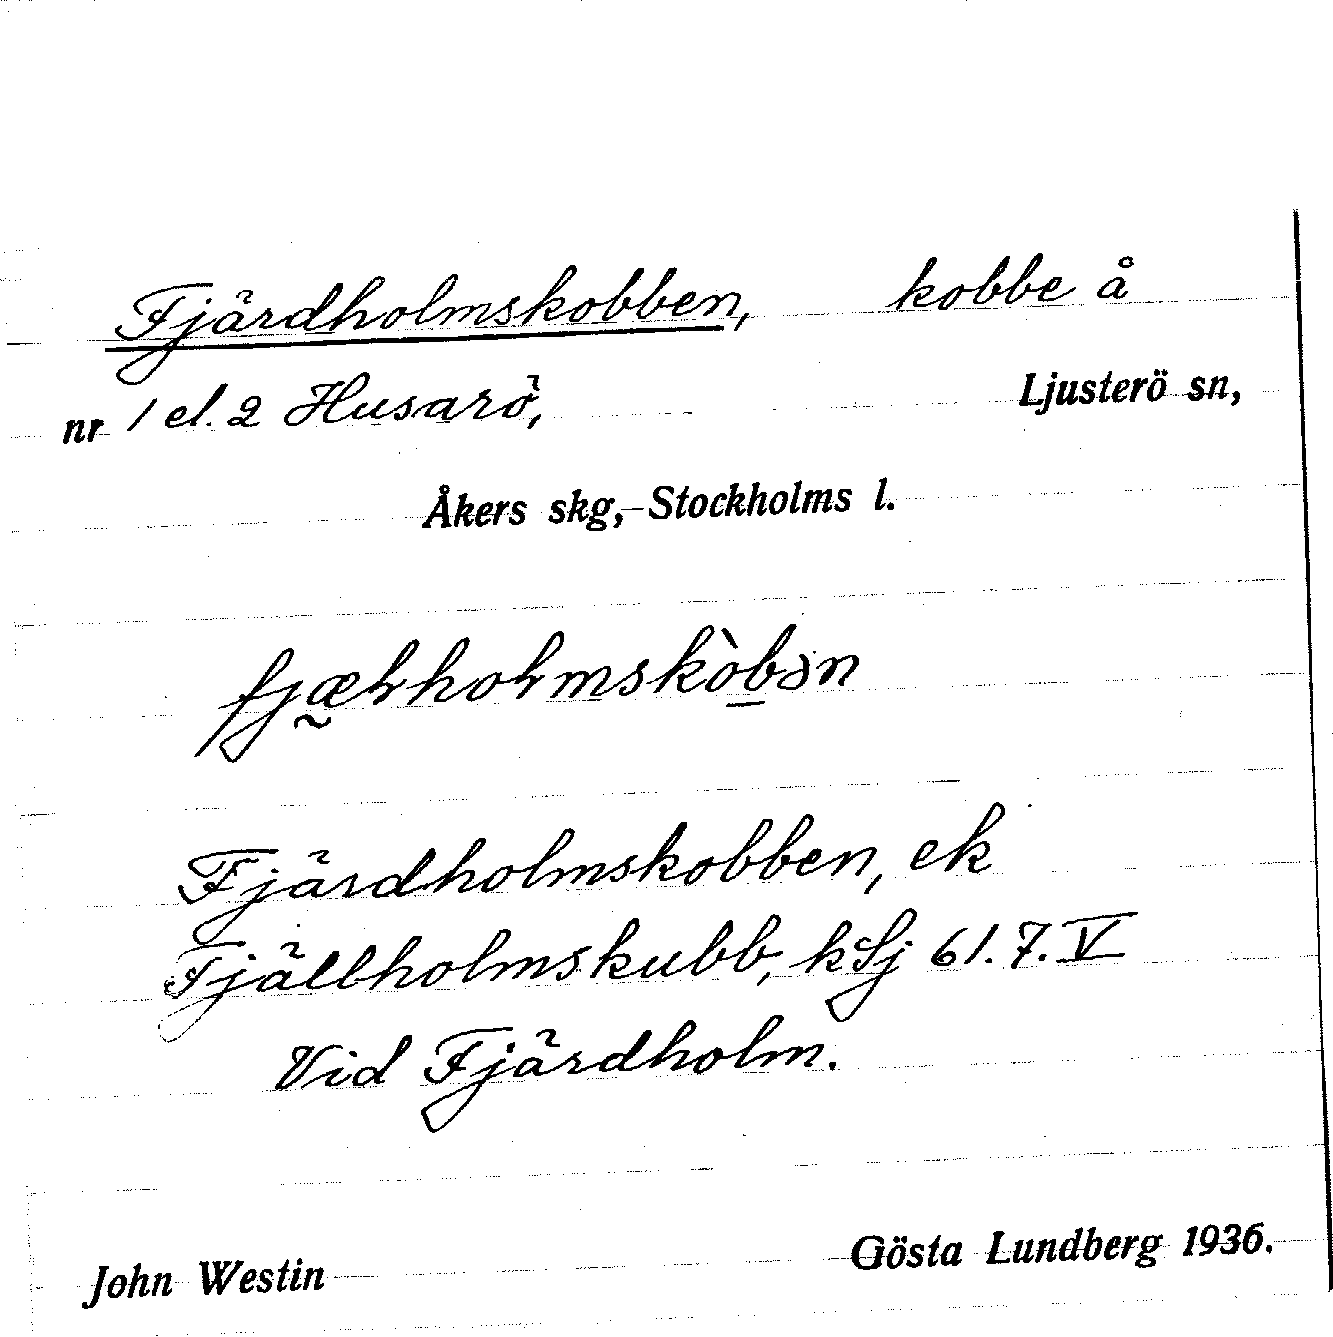 Fjärdholmskobben, kobbe å
nr 1 el. 2 Husarö, Ljusterö sn,
Åkers skg, Stockholms l.
Fjärdholmskobben, ek
Fjällholmskubb, kSj 61.7.V
Vid Fjärdholm.
John Westin Gösta Lundberg 1936.